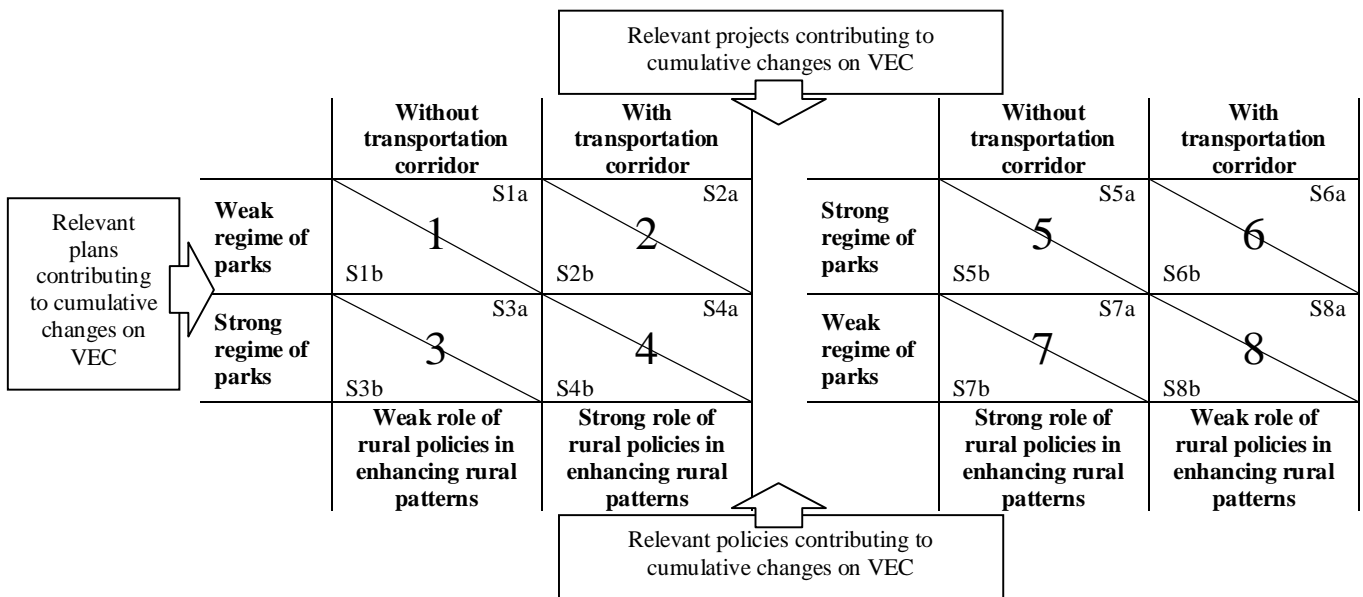 Relevant projects contributing to
cumulative changes on VEC
Without
transportation
corridor
With
transportation
corridor
Without
transportation
corridor
With
transportation
corridor
Relevant
plans
contributing
to cumulative
changes on
VEC
Weak
regime of
parks
S1a
1
S1b
S2a
2
S2b
Strong
regime of
parks
S5a
5
S5b
S6a
6
S6b
Strong
regime of
parks
S3a
3
S3b
S4a
4
S4b
Weak
regime of
parks
S7a
7
S7b
S8a
8
S8b
Weak role of
rural policies in
enhancing rural
patterns
Strong role of
rural policies in
enhancing rural
patterns
Strong role of
rural policies in
enhancing rural
patterns
Weak role of
rural policies in
enhancing rural
patterns
Relevant policies contributing to
cumulative changes on VEC